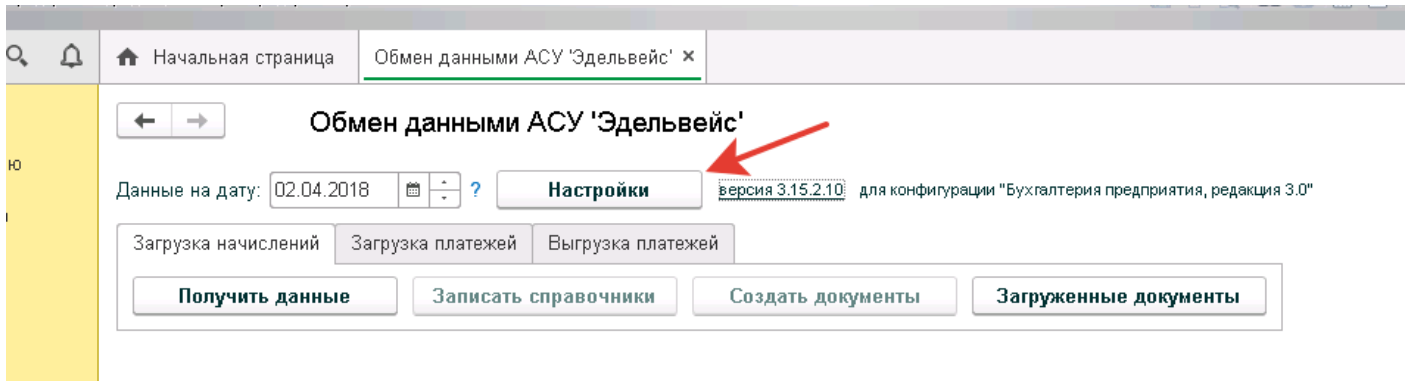 Начальная страница
Обмен данными АСУ 'Эдельвейс' ×
Обмен данными АСУ 'Эдельвейс'
ю
Данные на дату: 02.04.2018 ? Настройки версия 3.15.2.10 для конфигурации "Бухгалтерия предприятия, редакция 3.0"
Загрузка начислений Загрузка платежей Выгрузка платежей
Получить данные Записать справочники Создать документы Загруженные документы